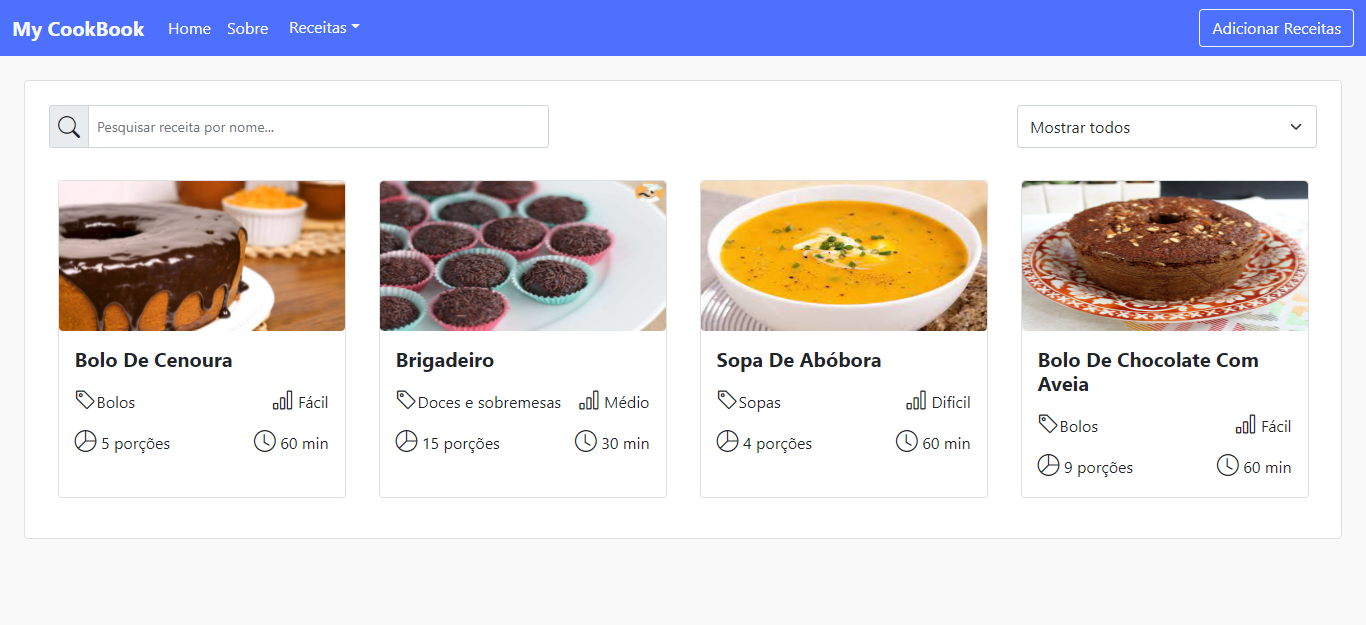 My CookBook Home Sobre Receitas Adicionar Receitas
Pesquisar receita por nome... Mostrar todos
Bolo De Cenoura
Bolos Fácil
5 porções 60 min
Brigadeiro
Doces e sobremesas Médio
15 porções 30 min
Sopa De Abóbora
Sopas Dificil
4 porções 60 min
Bolo De Chocolate Com
Aveia
Bolos Fácil
9 porções 60 min